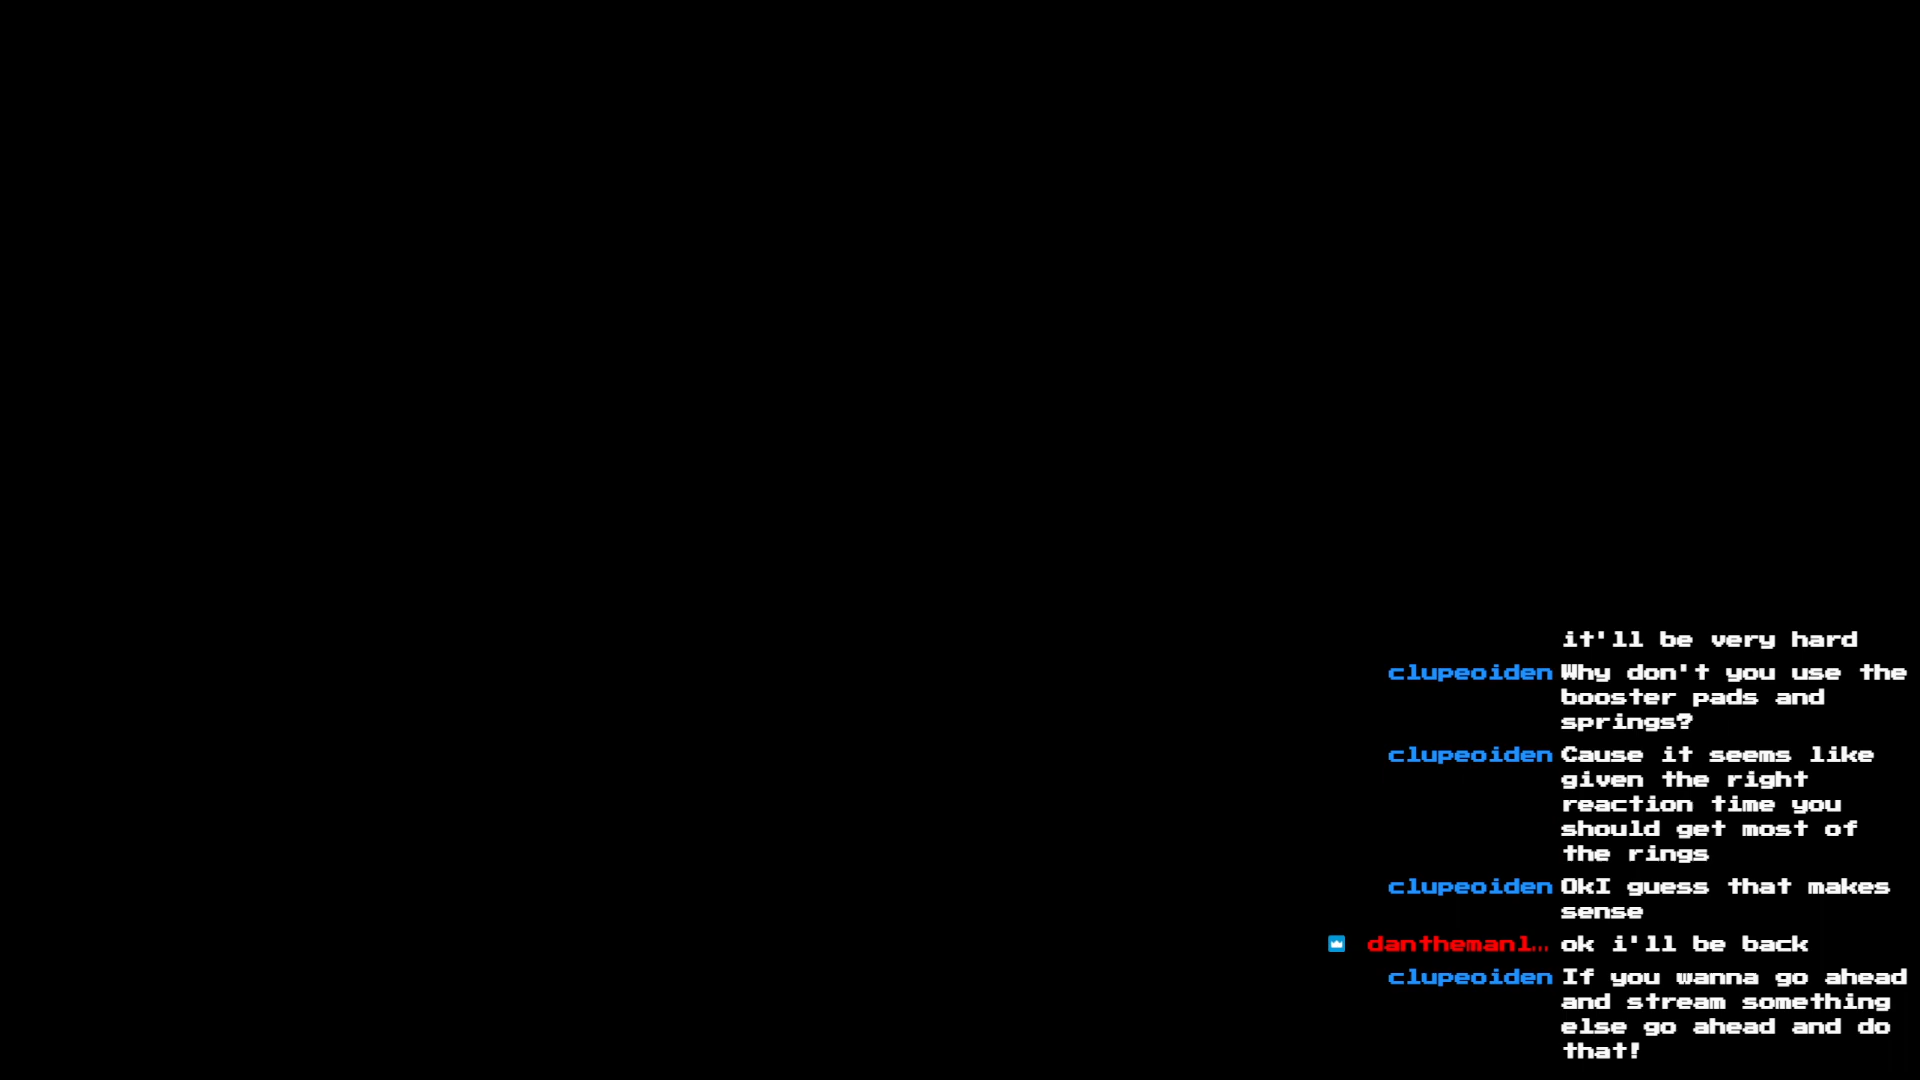 it'll be very hard
clupeoiden Why don't you use the
booster pads and
springs?
clupeoiden Cause it seems like
given the right
reaction time you
should get most of
the rings
clupeoiden OkI guess that makes
sense
danthemanl... ok i'll be back
clupeoiden If you wanna go ahead
and stream something
else go ahead and do
that!